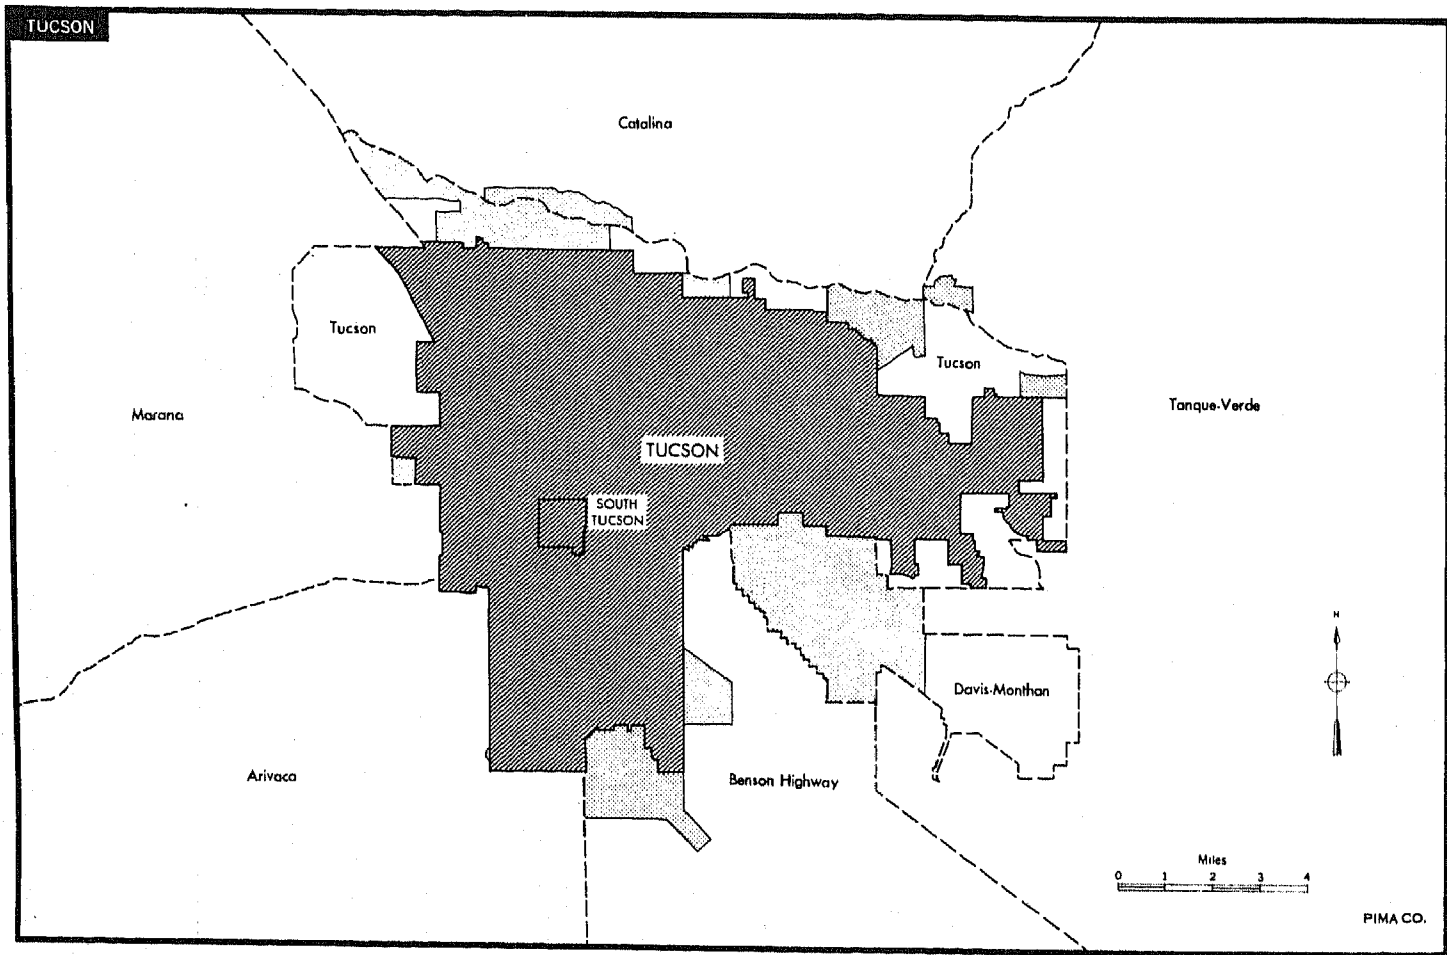 TUCSON
Catalina
Tucson
Tucson
Marana
Tanque-Verde
TUCSON
SOUTH
TUCSON
N
Davis-Monthan
Arivaca
Benson Highway
Miles
0 1 2 3 4
PIMA CO.